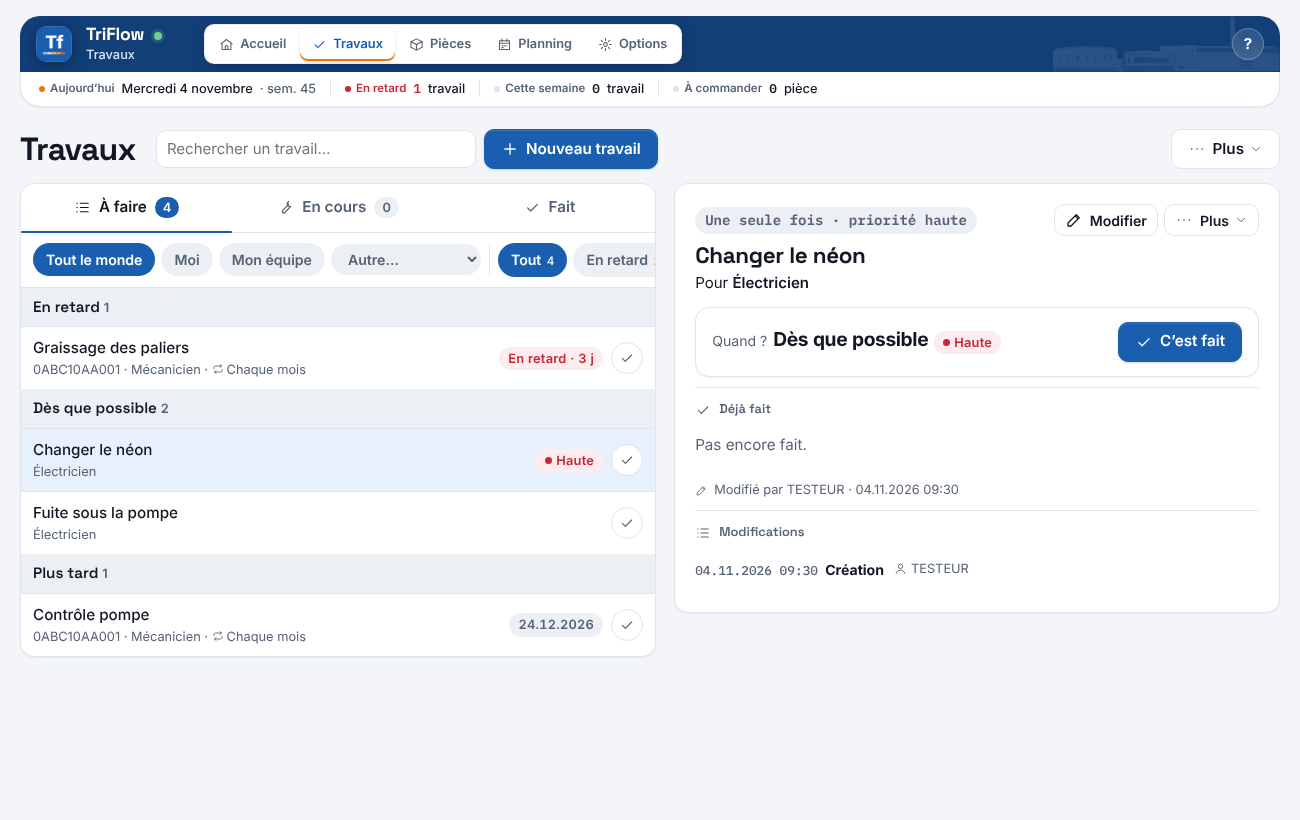 Tf
TriFlow
Travaux
Accueil
Travaux
Pièces
Planning
Options
?
Aujourd'hui Mercredi 4 novembre · sem. 45
En retard 1 travail
Cette semaine 0 travail
À commander 0 pièce
Travaux
Rechercher un travail...
+ Nouveau travail
··· Plus
À faire 4
En cours 0
Fait
Tout le monde
Moi
Mon équipe
Autre...
Tout 4
En retard
En retard 1
Graissage des paliers
0ABC10AA001 · Mécanicien · Chaque mois
En retard · 3 j
Dès que possible 2
Changer le néon
Électricien
Haute
Fuite sous la pompe
Électricien
Plus tard 1
Contrôle pompe
0ABC10AA001 · Mécanicien · Chaque mois
24.12.2026
Une seule fois · priorité haute
Modifier
··· Plus
Changer le néon
Pour Électricien
Quand ? Dès que possible Haute
C'est fait
Déjà fait
Pas encore fait.
Modifié par TESTEUR · 04.11.2026 09:30
Modifications
04.11.2026 09:30 Création TESTEUR